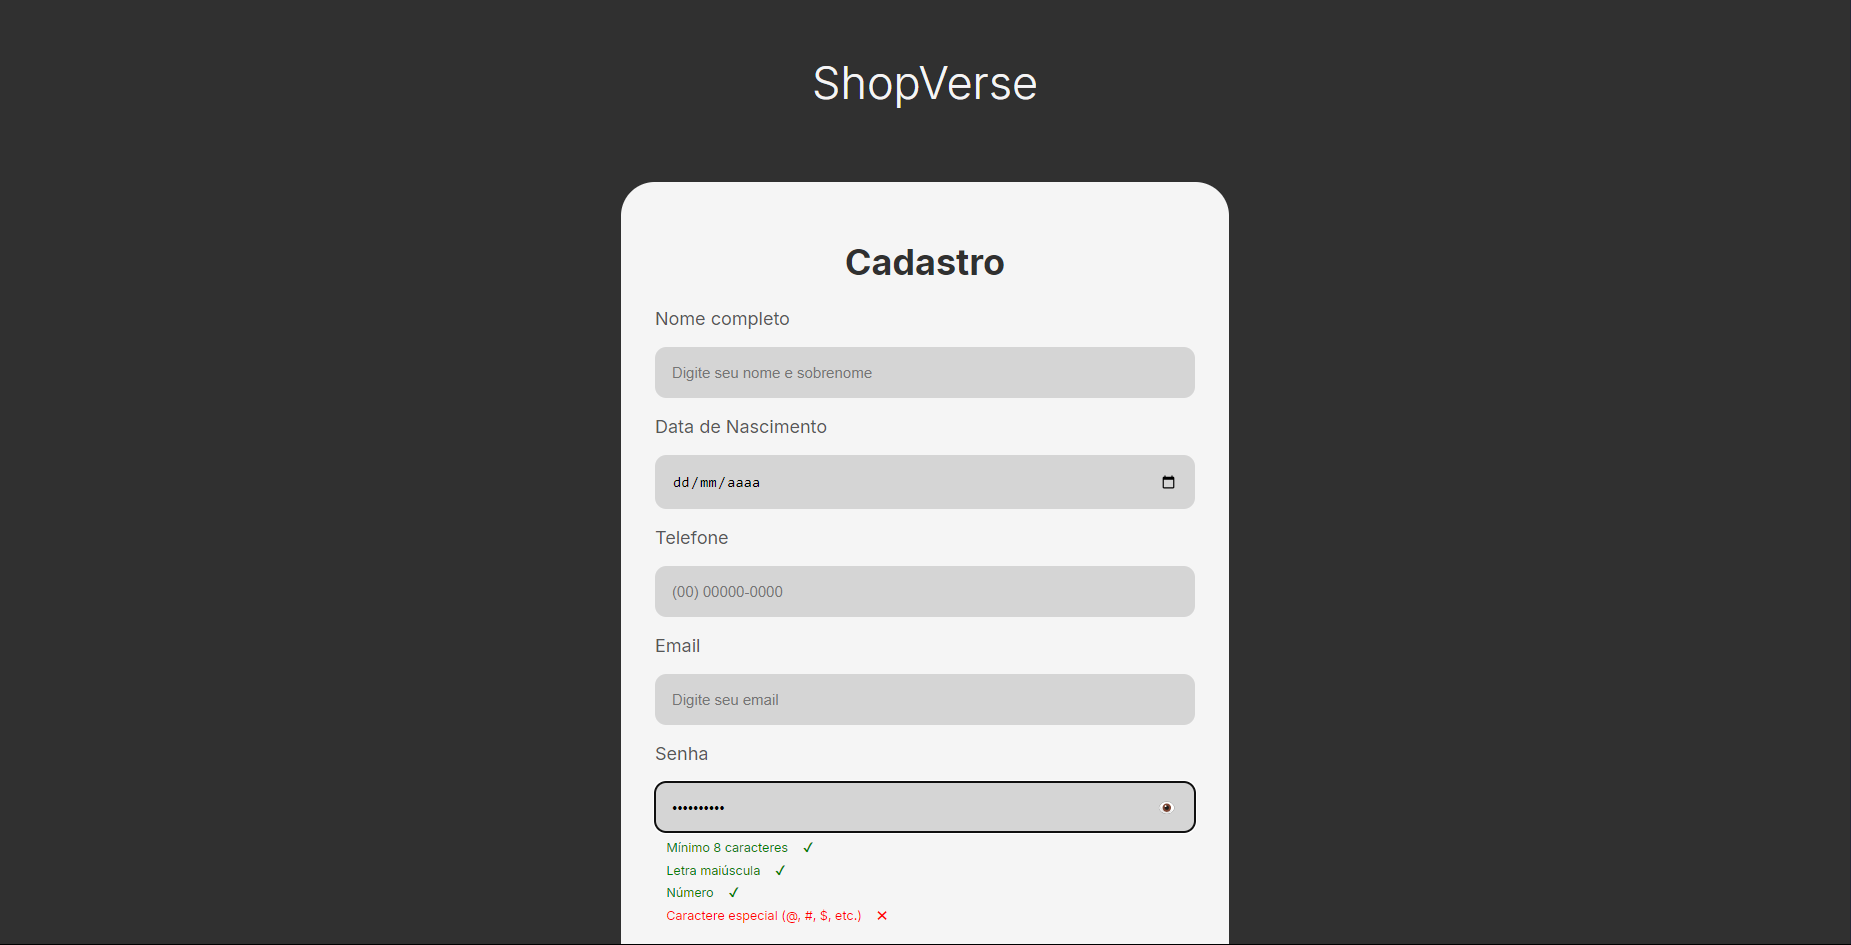 ShopVerse
Cadastro
Nome completo
Digite seu nome e sobrenome
Data de Nascimento
dd/mm/aaaa
Telefone
(00) 00000-0000
Email
Digite seu email
Senha
••••••••••
Mínimo 8 caracteres ✓
Letra maiúscula ✓
Número ✓
Caractere especial (@, #, $, etc.) ✕